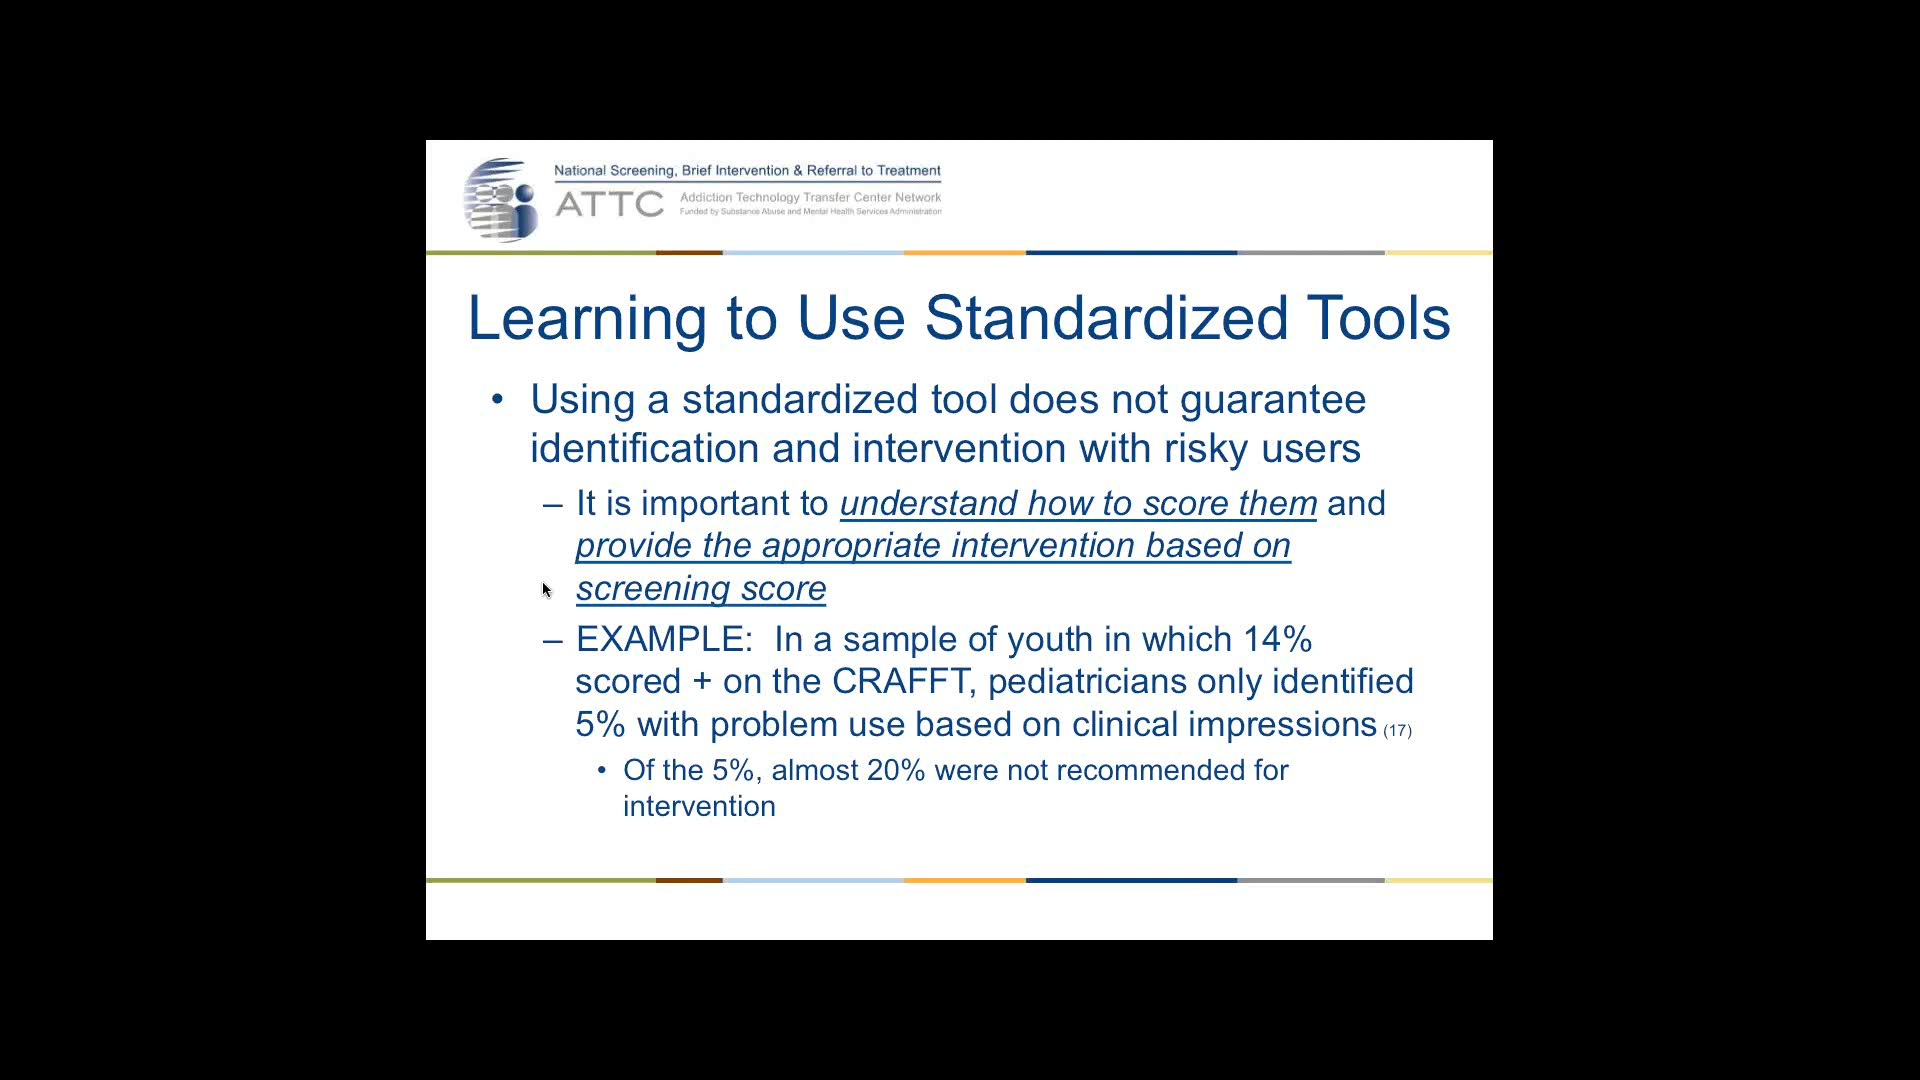 National Screening, Brief Intervention & Referral to Treatment
ATTC Addiction Technology Transfer Center Network
Funded by Substance Abuse and Mental Health Services Administration
Learning to Use Standardized Tools
• Using a standardized tool does not guarantee
identification and intervention with risky users
– It is important to understand how to score them and
provide the appropriate intervention based on
screening score
– EXAMPLE: In a sample of youth in which 14%
scored + on the CRAFFT, pediatricians only identified
5% with problem use based on clinical impressions (17)
• Of the 5%, almost 20% were not recommended for
intervention